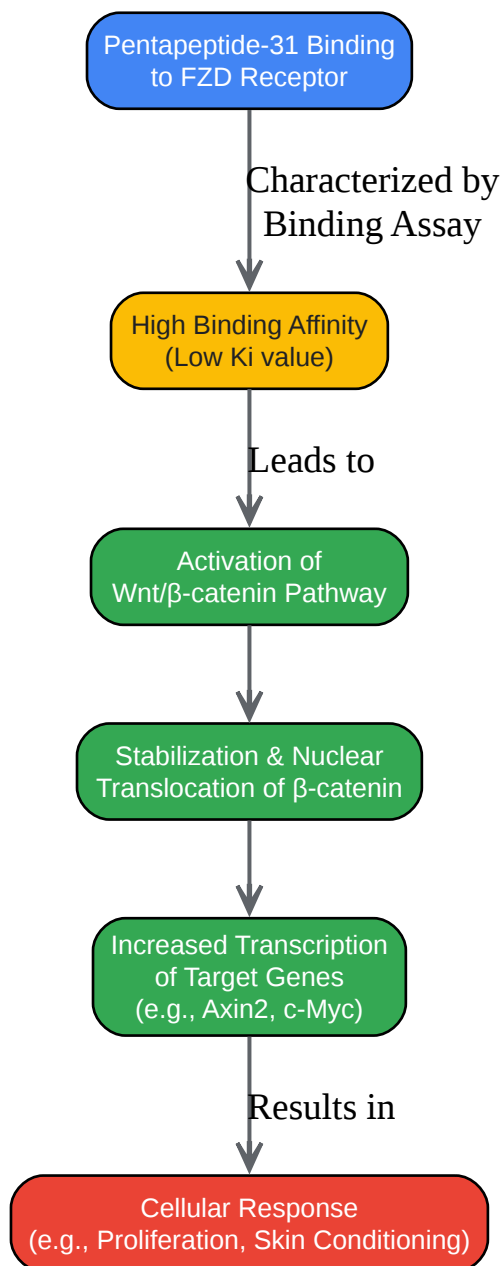 Pentapeptide-31 Binding
to FZD Receptor
Characterized by
Binding Assay
High Binding Affinity
(Low Ki value)
Leads to
Activation of
Wnt/β-catenin Pathway
Stabilization & Nuclear
Translocation of β-catenin
Increased Transcription
of Target Genes
(e.g., Axin2, c-Myc)
Results in
Cellular Response
(e.g., Proliferation, Skin Conditioning)